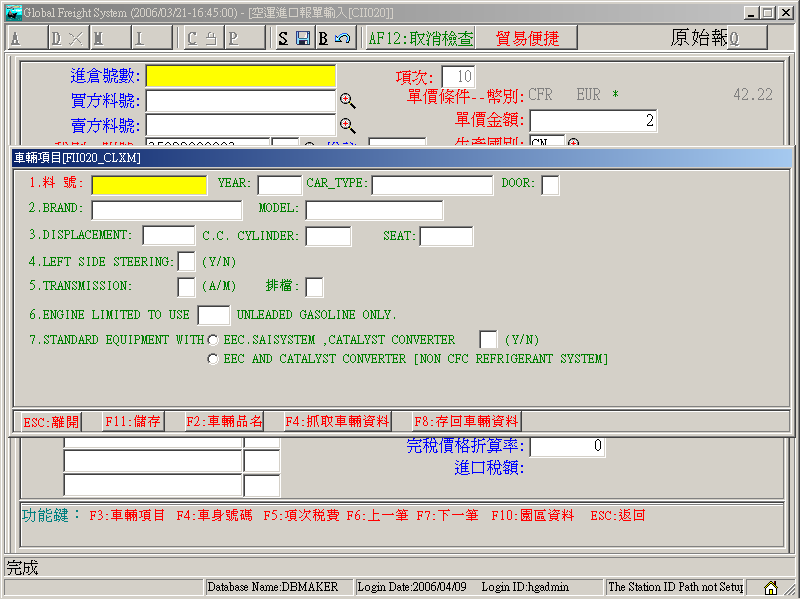 Global Freight System (2006/03/21-16:45:00) - [空運進口報單輸入[CII020]]
A D M I C P S B AF12:取消檢查 貿易便捷 原始報 Q
進倉號數: 項次: 10
買方料號: 單價條件--幣別: CFR EUR * 42.22
賣方料號: 單價金額: 2
生產國別: CN
車輛項目[FII020_CLXM]
1.料 號: YEAR: CAR_TYPE: DOOR:
2.BRAND: MODEL:
3.DISPLACEMENT: C.C. CYLINDER: SEAT:
4.LEFT SIDE STEERING: (Y/N)
5.TRANSMISSION: (A/M) 排檔:
6.ENGINE LIMITED TO USE UNLEADED GASOLINE ONLY.
7.STANDARD EQUIPMENT WITH EEC.SAISYSTEM ,CATALYST CONVERTER (Y/N)
EEC AND CATALYST CONVERTER [NON CFC REFRIGERANT SYSTEM]
ESC:離開 F11:儲存 F2:車輛品名 F4:抓取車輛資料 F8:存回車輛資料
完稅價格折算率: 0
進口稅額:
功能鍵： F3:車輛項目 F4:車身號碼 F5:項次稅費 F6:上一筆 F7:下一筆 F10:園區資料 ESC:返回
完成
Database Name:DBMAKER Login Date:2006/04/09 Login ID:hgadmin The Station ID Path not Setup